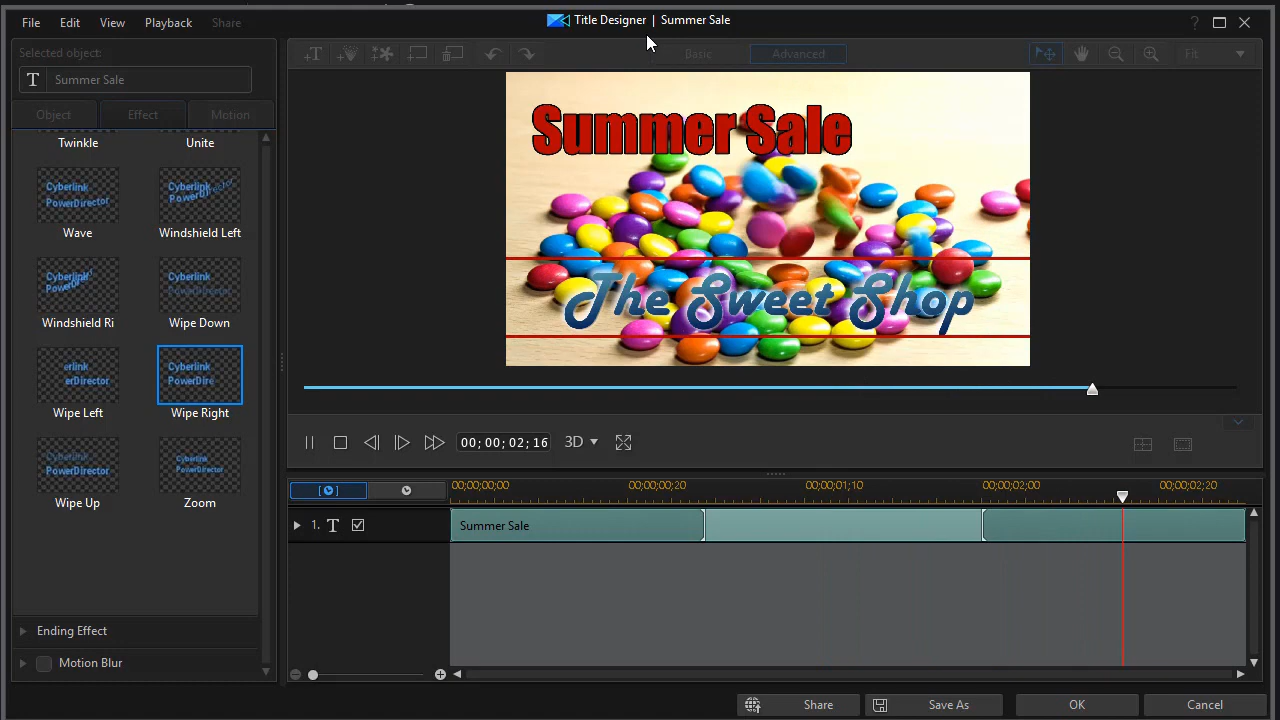 File Edit View Playback Share
Title Designer | Summer Sale
?
Selected object:
T Summer Sale
Object Effect Motion
+T
Basic Advanced
Fit
Twinkle Unite
Cyberlink PowerDirector
Cyberlink PowerDirector
Wave Windshield Left
Cyberlink PowerDirector
Cyberlink PowerDirector
Windshield Ri Wipe Down
erlink erDirector
Cyberlink PowerDire
Wipe Left Wipe Right
Cyberlink PowerDirector
Cyberlink PowerDirector
Wipe Up Zoom
Ending Effect
Motion Blur
Summer Sale
The Sweet Shop
00;00;02;16 3D
00;00;00;00 00;00;00;20 00;00;01;10 00;00;02;00 00;00;02;20
1. T Summer Sale
Share Save As OK Cancel